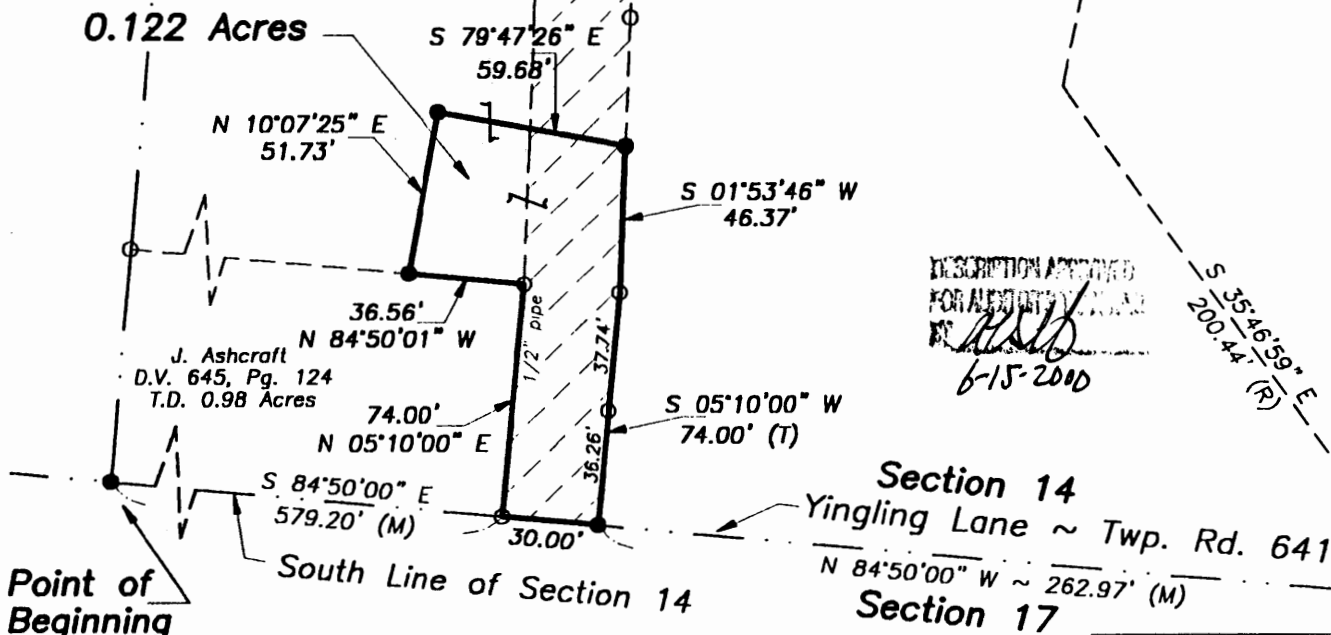 0.122 Acres
S 79°47'26" E
59.68'
N 10°07'25" E
51.73'
S 01°53'46" W
46.37'
36.56'
N 84°50'01" W
1/2" pipe
37.74'
J. Ashcraft
D.V. 645, Pg. 124
T.D. 0.98 Acres
74.00'
N 05°10'00" E
S 05°10'00" W
74.00' (T)
36.26'
DESCRIPTION APPROVED
FOR AUDITOR
6-15-2000
S 35°46'59" E
200.44' (R)
S 84°50'00" E
579.20' (M)
30.00'
Section 14
Yingling Lane ~ Twp. Rd. 641
N 84°50'00" W ~ 262.97' (M)
Section 17
South Line of Section 14
Point of
Beginning